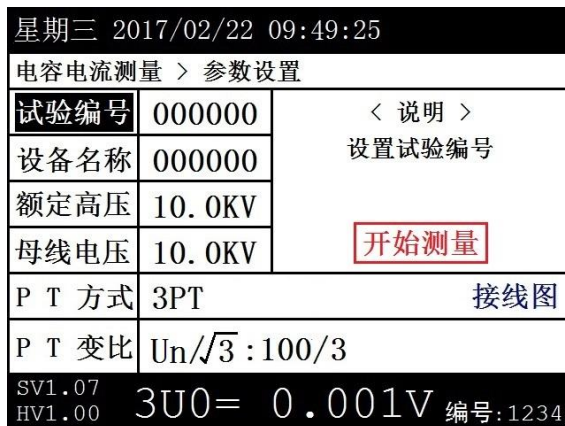 星期三 2017/02/22 09:49:25
电容电流测量 > 参数设置
试验编号 000000
< 说明 >
设置试验编号
设备名称 000000
额定高压 10.0KV
母线电压 10.0KV
开始测量
P T 方式 3PT 接线图
P T 变比 Un/√3:100/3
SV1.07
HV1.00
3U0= 0.001V 编号:1234